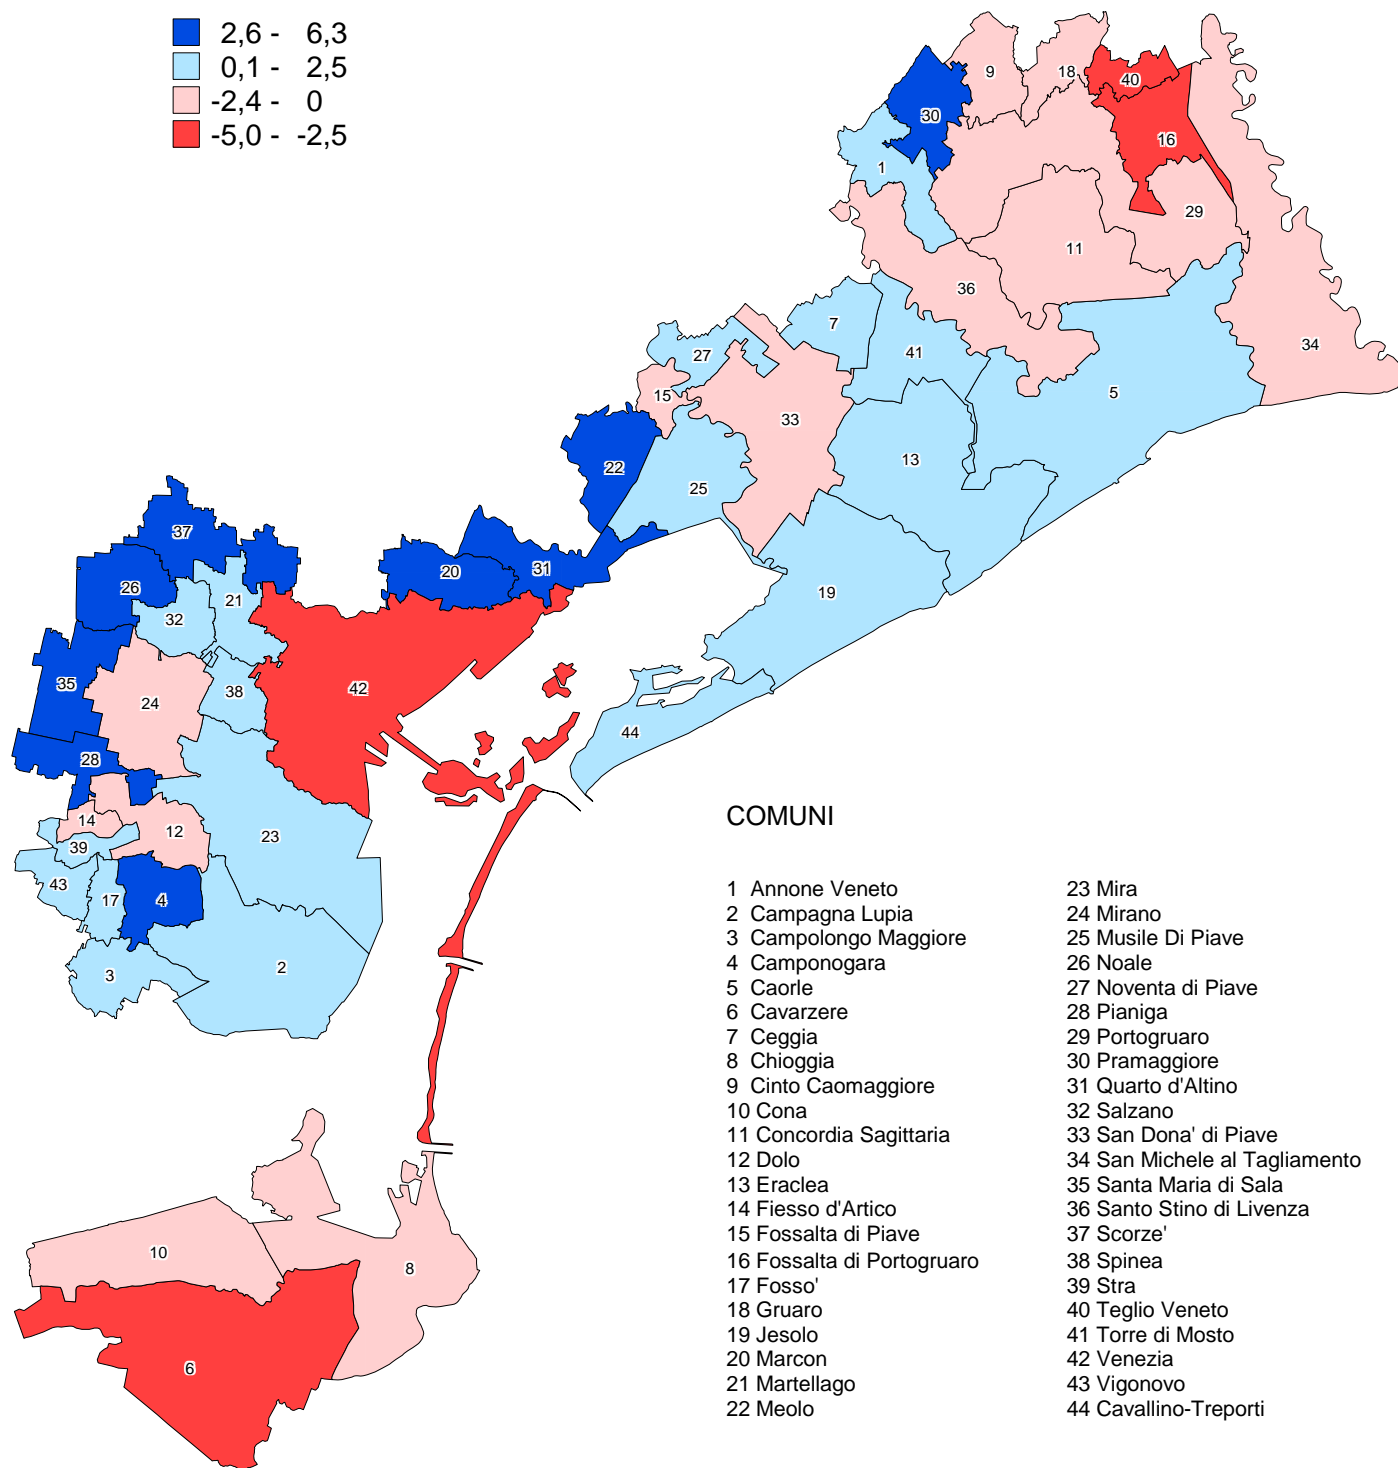 2,6 - 6,3
0,1 - 2,5
-2,4 - 0
-5,0 - -2,5
9
18
40
30
16
1
29
11
36
7
34
27
41
5
15
33
22
13
25
37
20
31
26
21
32
19
35
38
42
24
44
28
14
12
23
39
43
17
4
3
2
10
8
6
COMUNI
1 Annone Veneto
2 Campagna Lupia
3 Campolongo Maggiore
4 Camponogara
5 Caorle
6 Cavarzere
7 Ceggia
8 Chioggia
9 Cinto Caomaggiore
10 Cona
11 Concordia Sagittaria
12 Dolo
13 Eraclea
14 Fiesso d'Artico
15 Fossalta di Piave
16 Fossalta di Portogruaro
17 Fosso'
18 Gruaro
19 Jesolo
20 Marcon
21 Martellago
22 Meolo
23 Mira
24 Mirano
25 Musile Di Piave
26 Noale
27 Noventa di Piave
28 Pianiga
29 Portogruaro
30 Pramaggiore
31 Quarto d'Altino
32 Salzano
33 San Dona' di Piave
34 San Michele al Tagliamento
35 Santa Maria di Sala
36 Santo Stino di Livenza
37 Scorze'
38 Spinea
39 Stra
40 Teglio Veneto
41 Torre di Mosto
42 Venezia
43 Vigonovo
44 Cavallino-Treporti